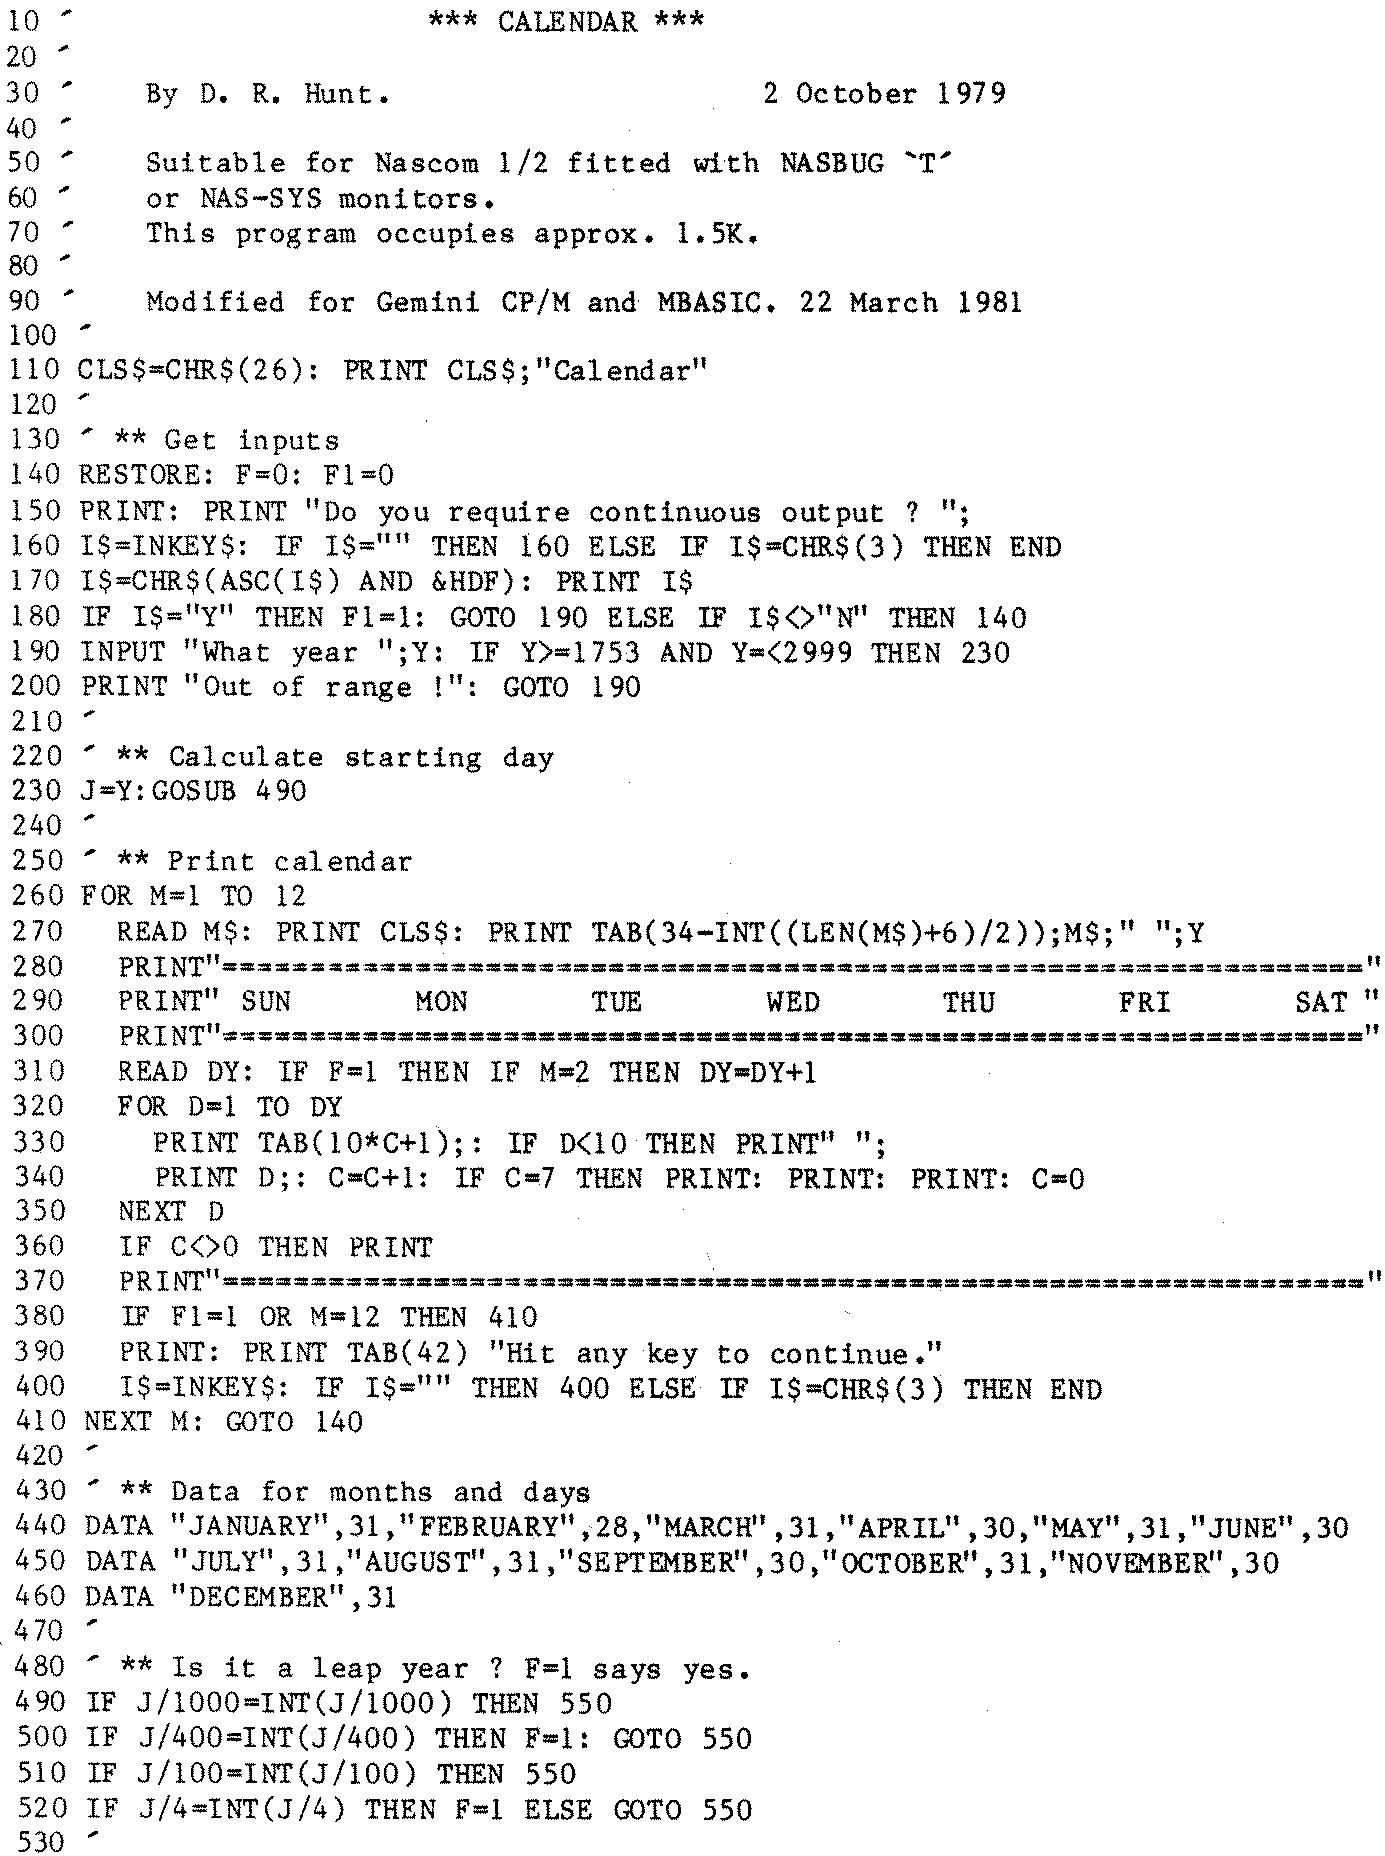 10 ´                    *** CALENDAR ***
20 ´
30 ´    By D. R. Hunt.                     2 October 1979
40 ´
50 ´    Suitable for Nascom 1/2 fitted with NASBUG `T´
60 ´    or NAS-SYS monitors.
70 ´    This program occupies approx. 1.5K.
80 ´
90 ´    Modified for Gemini CP/M and MBASIC. 22 March 1981
100 ´
110 CLS$=CHR$(26): PRINT CLS$;"Calendar"
120 ´
130 ´ ** Get inputs
140 RESTORE: F=0: F1=0
150 PRINT: PRINT "Do you require continuous output ? ";
160 I$=INKEY$: IF I$="" THEN 160 ELSE IF I$=CHR$(3) THEN END
170 I$=CHR$(ASC(I$) AND &HDF): PRINT I$
180 IF I$="Y" THEN F1=1: GOTO 190 ELSE IF I$<>"N" THEN 140
190 INPUT "What year ";Y: IF Y>=1753 AND Y=<2999 THEN 230
200 PRINT "Out of range !": GOTO 190
210 ´
220 ´ ** Calculate starting day
230 J=Y:GOSUB 490
240 ´
250 ´ ** Print calendar
260 FOR M=1 TO 12
270   READ M$: PRINT CLS$: PRINT TAB(34-INT((LEN(M$)+6)/2));M$;" ";Y
280   PRINT"================================================================="
290   PRINT" SUN       MON       TUE       WED       THU       FRI       SAT "
300   PRINT"================================================================="
310   READ DY: IF F=1 THEN IF M=2 THEN DY=DY+1
320   FOR D=1 TO DY
330     PRINT TAB(10*C+1);: IF D<10 THEN PRINT" ";
340     PRINT D;: C=C+1: IF C=7 THEN PRINT: PRINT: PRINT: C=0
350   NEXT D
360   IF C<>0 THEN PRINT
370   PRINT"================================================================="
380   IF F1=1 OR M=12 THEN 410
390   PRINT: PRINT TAB(42) "Hit any key to continue."
400   I$=INKEY$: IF I$="" THEN 400 ELSE IF I$=CHR$(3) THEN END
410 NEXT M: GOTO 140
420 ´
430 ´ ** Data for months and days
440 DATA "JANUARY",31,"FEBRUARY",28,"MARCH",31,"APRIL",30,"MAY",31,"JUNE",30
450 DATA "JULY",31,"AUGUST",31,"SEPTEMBER",30,"OCTOBER",31,"NOVEMBER",30
460 DATA "DECEMBER",31
470 ´
480 ´ ** Is it a leap year ? F=1 says yes.
490 IF J/1000=INT(J/1000) THEN 550
500 IF J/400=INT(J/400) THEN F=1: GOTO 550
510 IF J/100=INT(J/100) THEN 550
520 IF J/4=INT(J/4) THEN F=1 ELSE GOTO 550
530 ´